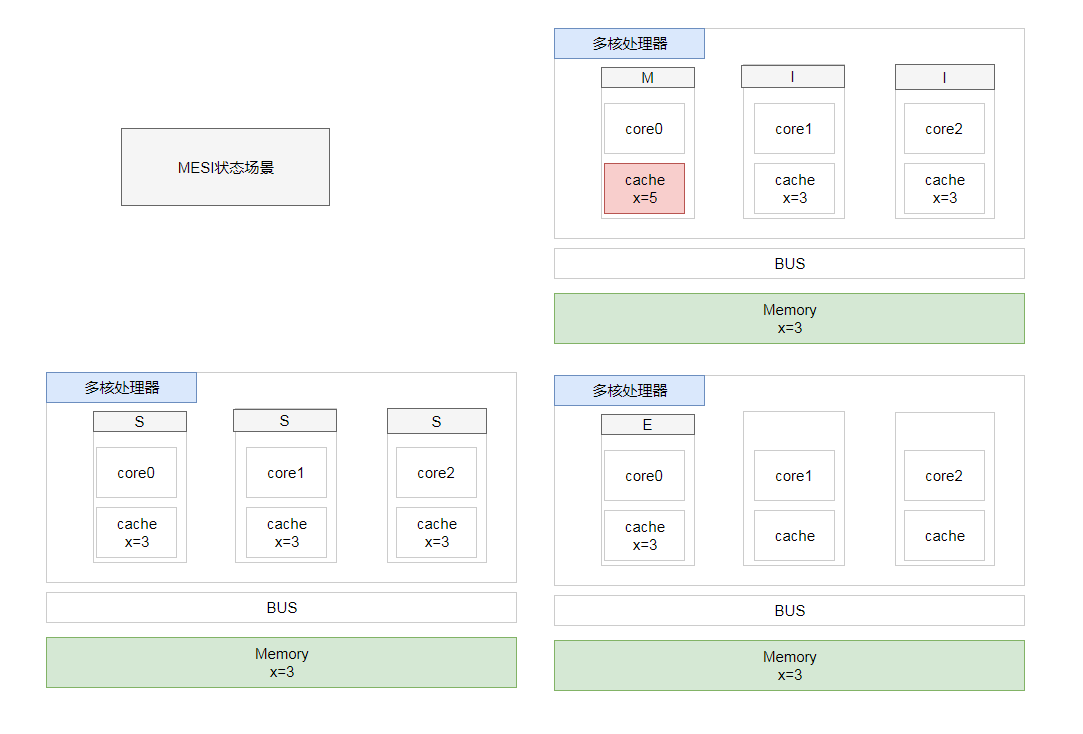 MESI状态场景
多核处理器
M
I
I
core0
core1
core2
cache
x=5
cache
x=3
cache
x=3
BUS
Memory
x=3
多核处理器
S
S
S
core0
core1
core2
cache
x=3
cache
x=3
cache
x=3
BUS
Memory
x=3
多核处理器
E
core0
core1
core2
cache
x=3
cache
cache
BUS
Memory
x=3